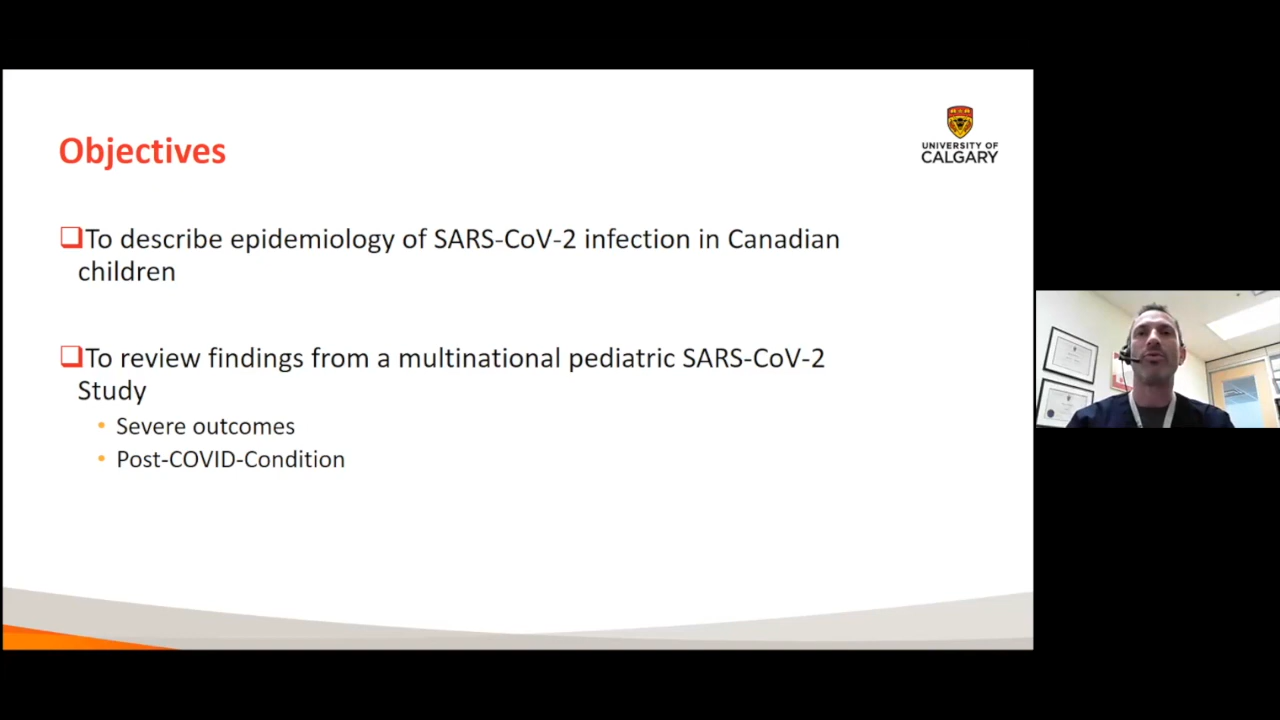 Objectives
UNIVERSITY OF
CALGARY
To describe epidemiology of SARS-CoV-2 infection in Canadian
children
To review findings from a multinational pediatric SARS-CoV-2
Study
Severe outcomes
Post-COVID-Condition